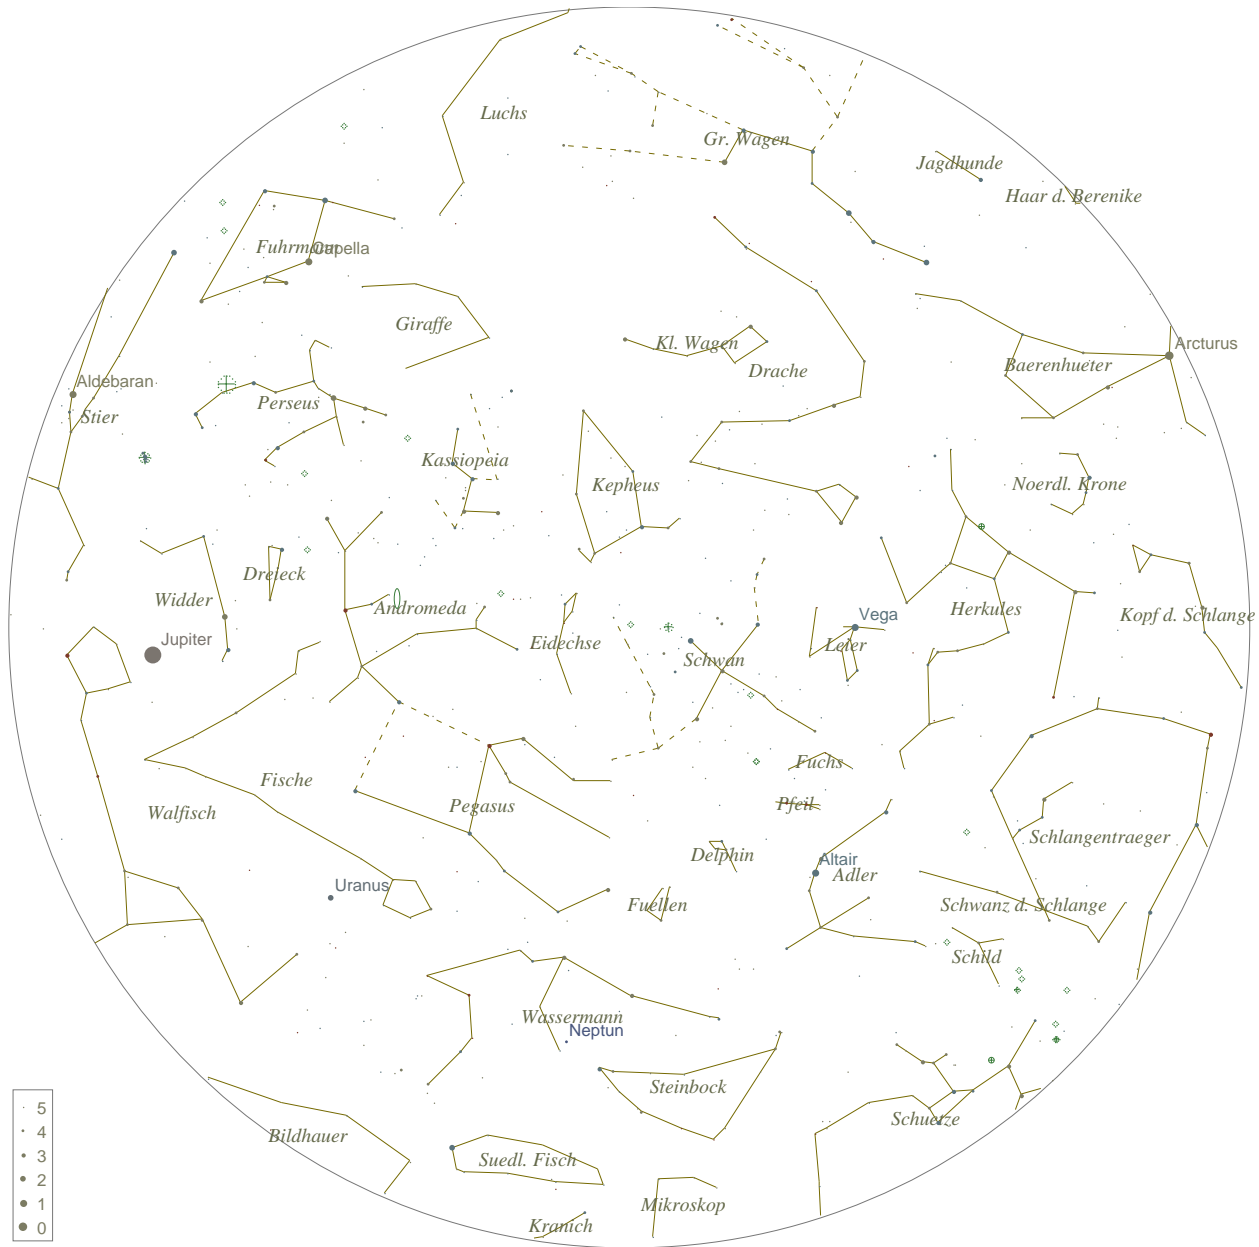 Luchs
Gr. Wagen
Jagdhunde
Haar d. Berenike
Fuhrmann
Capella
Giraffe
Kl. Wagen
Drache
Arcturus
Baerenhueter
Aldebaran
Stier
Perseus
Kassiopeia
Kepheus
Noerdl. Krone
Dreieck
Widder
Andromeda
Eidechse
Herkules
Kopf d. Schlange
Vega
Leier
Jupiter
Schwan
Fische
Fuchs
Walfisch
Pegasus
Pfeil
Schlangentraeger
Delphin
Altair
Adler
Uranus
Fuellen
Schwanz d. Schlange
Schild
Wassermann
Neptun
Steinbock
Schuetze
Bildhauer
Suedl. Fisch
Mikroskop
Kranich
5
4
3
2
1
0